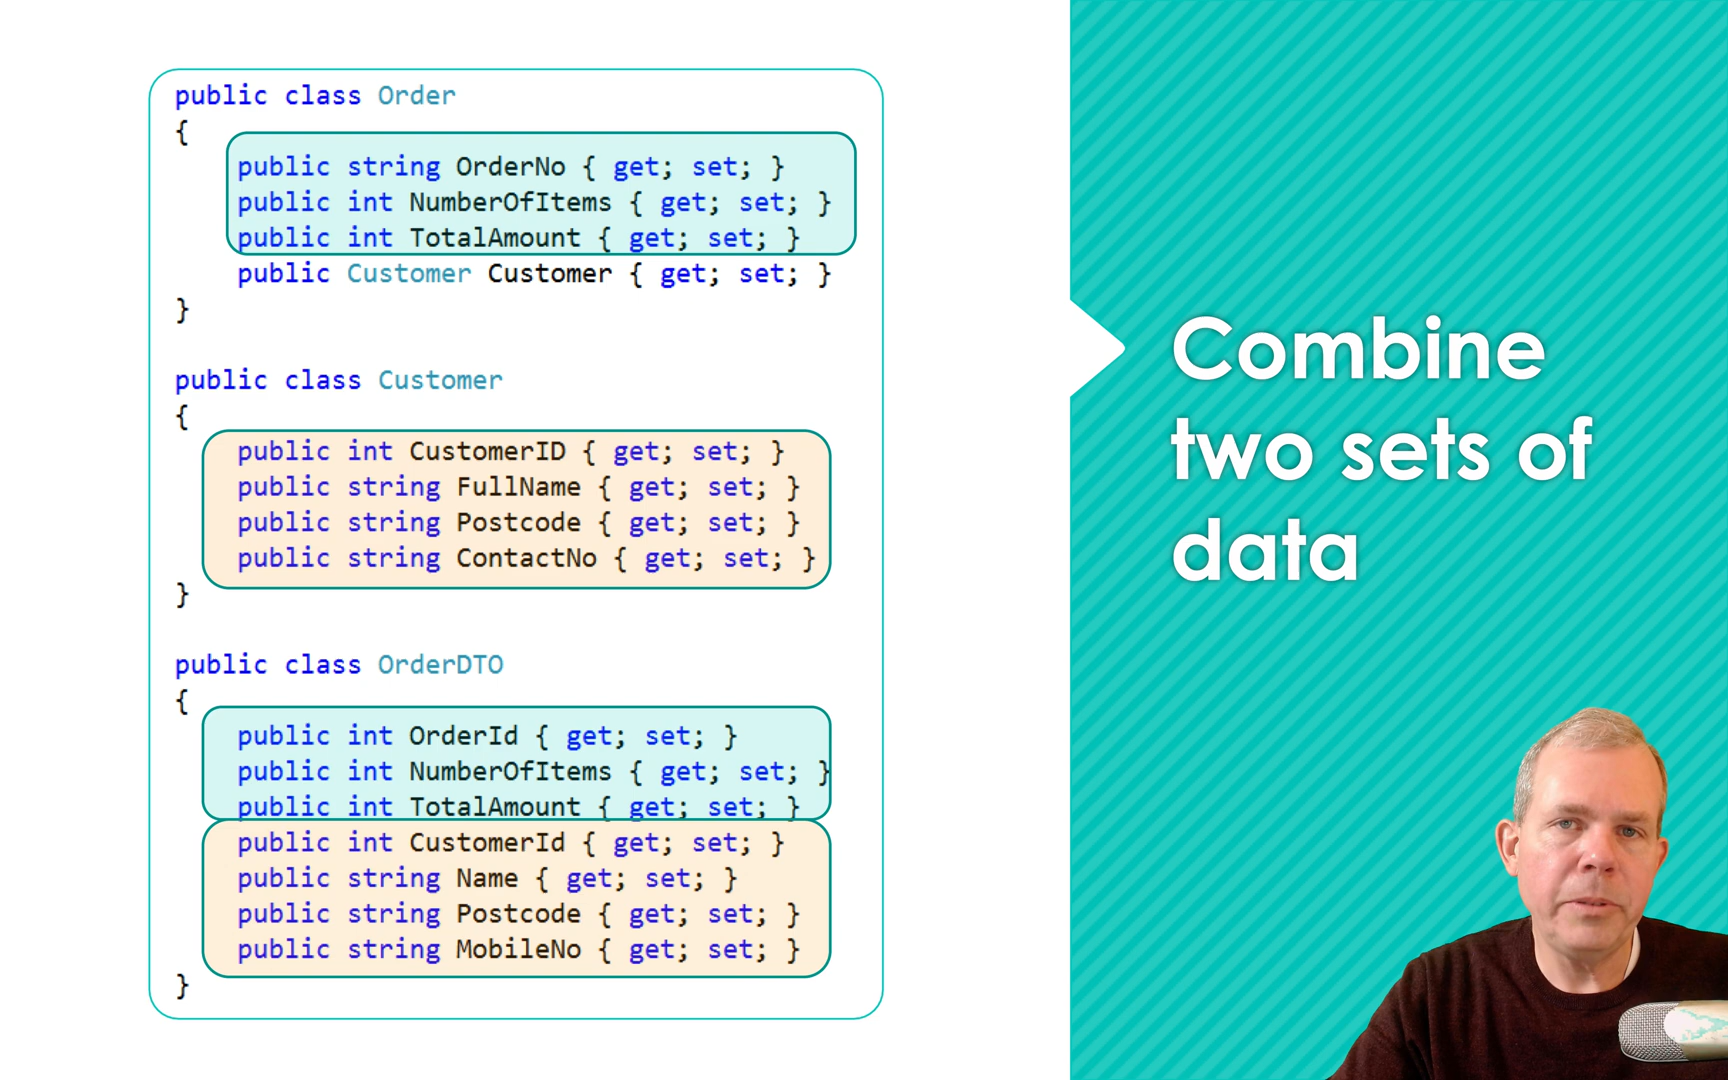 public class Order
{
public string OrderNo { get; set; }
public int NumberOfItems { get; set; }
public int TotalAmount { get; set; }
public Customer Customer { get; set; }
}
public class Customer
{
public int CustomerID { get; set; }
public string FullName { get; set; }
public string Postcode { get; set; }
public string ContactNo { get; set; }
}
public class OrderDTO
{
public int OrderId { get; set; }
public int NumberOfItems { get; set; }
public int TotalAmount { get; set; }
public int CustomerId { get; set; }
public string Name { get; set; }
public string Postcode { get; set; }
public string MobileNo { get; set; }
}
Combine
two sets of
data